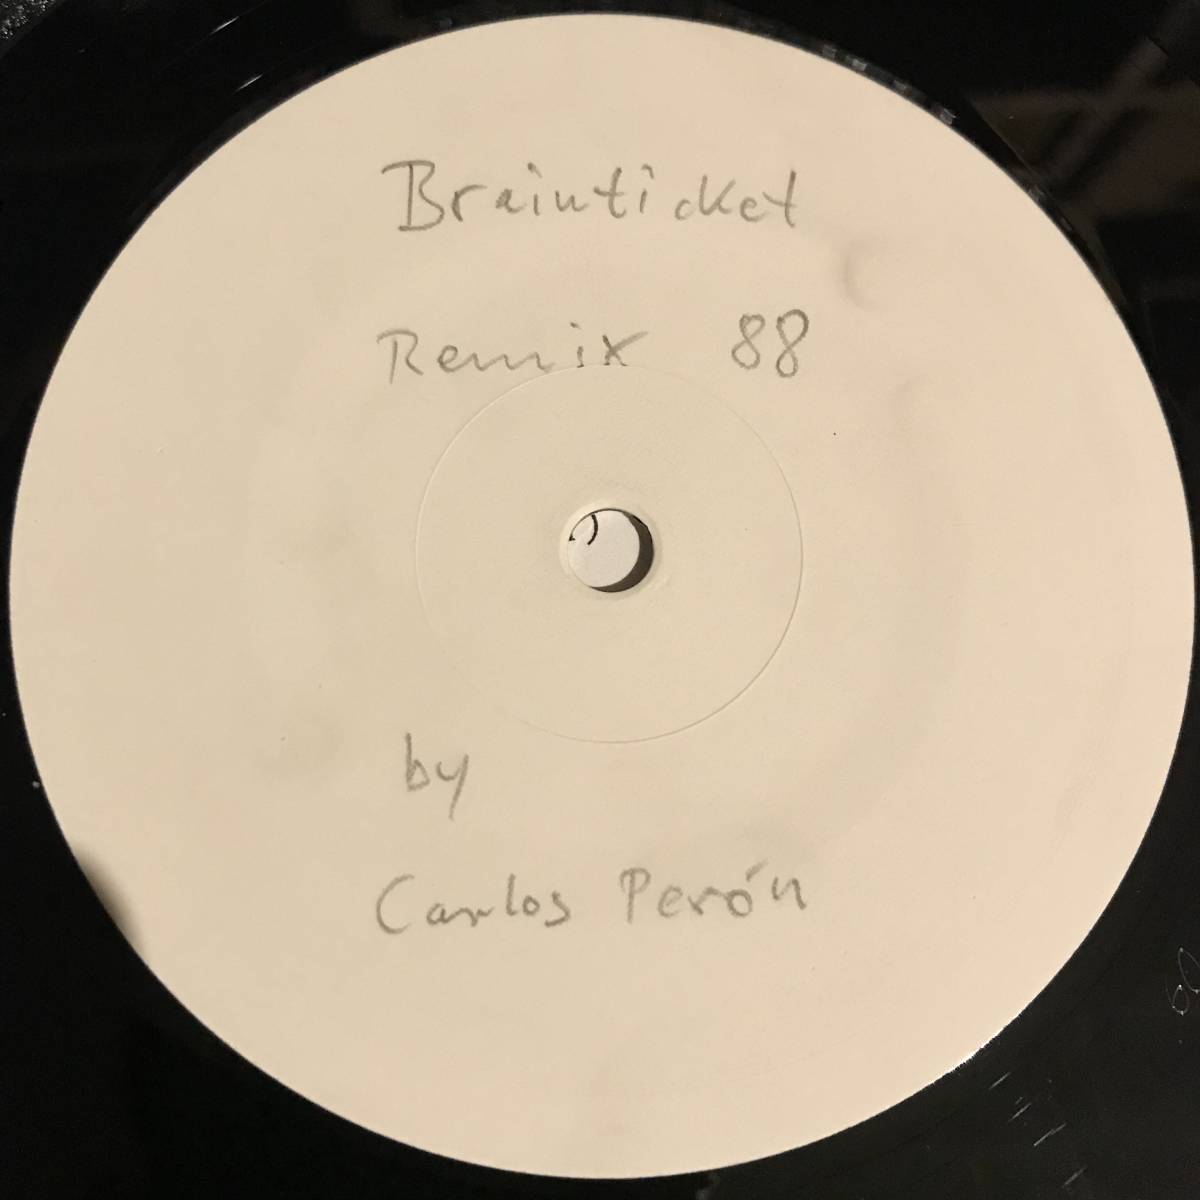 Brainticket
Remix 88
by
Carlos Perón